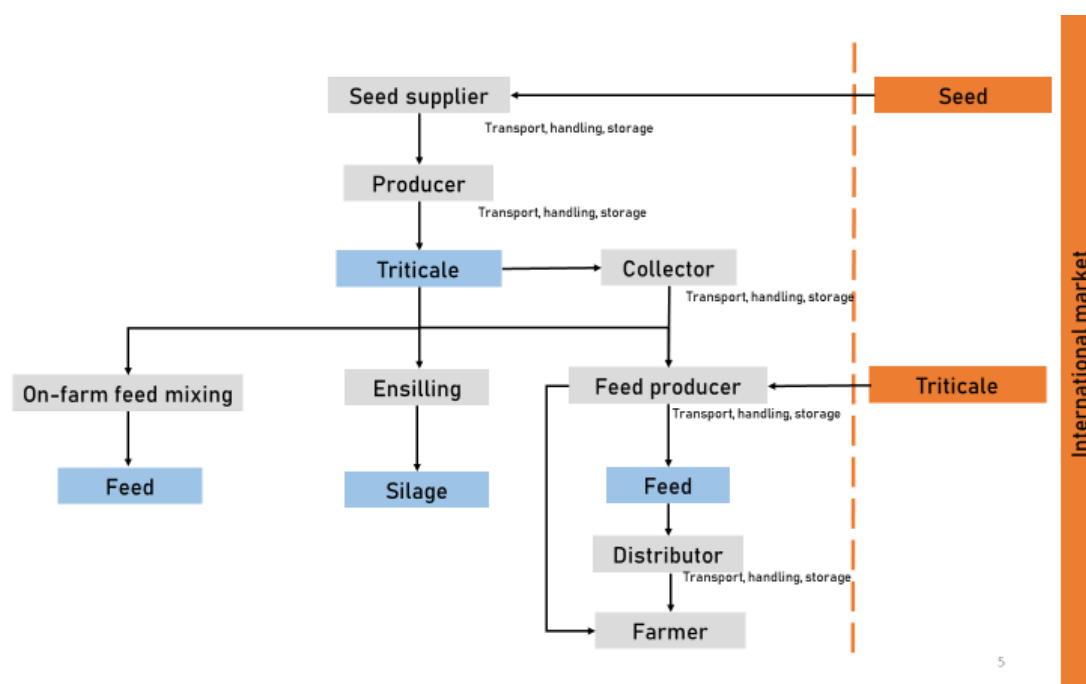 Seed supplier
Seed
Transport, handling, storage
Producer
Transport, handling, storage
Triticale
Collector
Transport, handling, storage
On-farm feed mixing
Ensilling
Feed producer
Triticale
Transport, handling, storage
Feed
Silage
Feed
Distributor
Transport, handling, storage
Farmer
International market
5